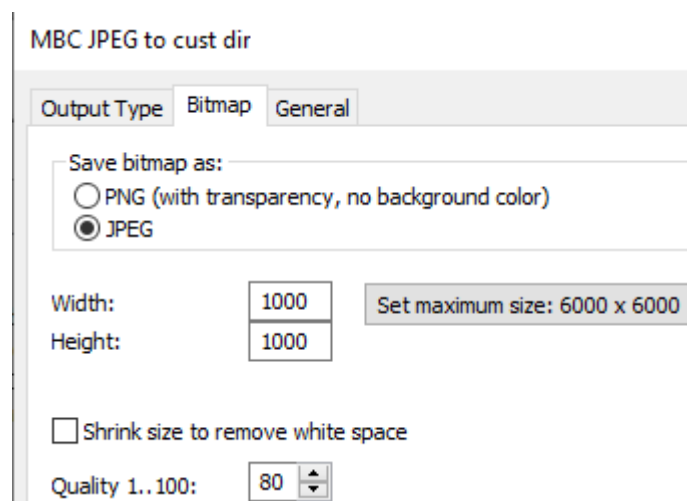 MBC JPEG to cust dir
Output Type Bitmap General
Save bitmap as:
PNG (with transparency, no background color)
JPEG
Width: 1000 Set maximum size: 6000 x 6000
Height: 1000
Shrink size to remove white space
Quality 1..100: 80